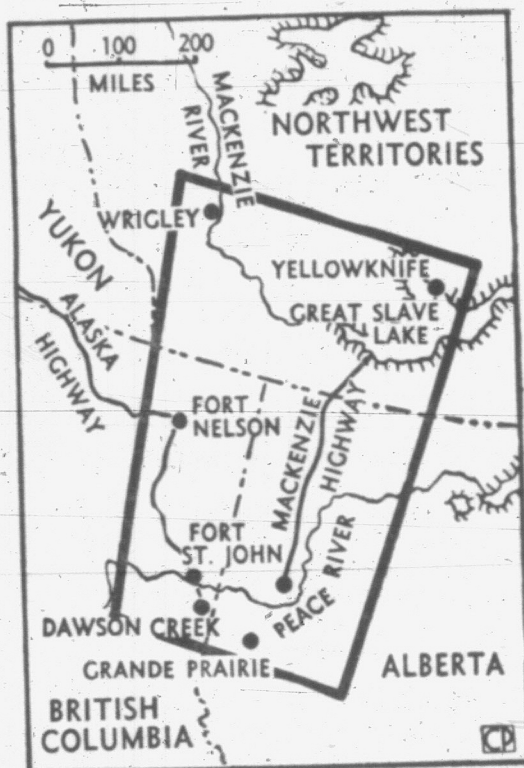 0 100 200
MILES
MACKENZIE
RIVER
NORTHWEST
TERRITORIES
WRIGLEY
YUKON
YELLOWKNIFE
GREAT SLAVE
LAKE
ALASKA
HIGHWAY
FORT
NELSON
MACKENZIE
HIGHWAY
FORT
ST. JOHN
PEACE RIVER
DAWSON CREEK
GRANDE PRAIRIE
ALBERTA
BRITISH
COLUMBIA
CP